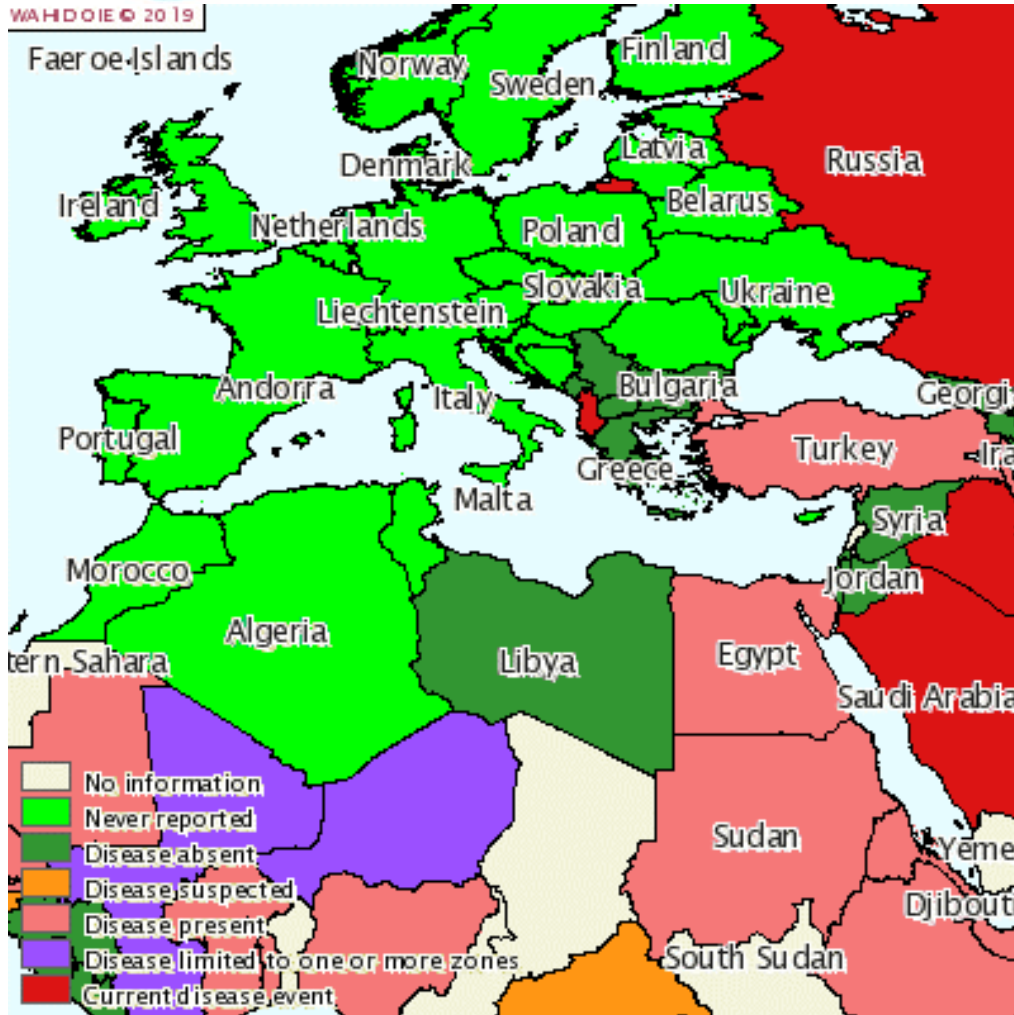 WAHIDOIE © 2019
Faeroe Islands
Norway
Finland
Sweden
Denmark
Latvia
Russia
Ireland
Netherlands
Belarus
Poland
Slovakia
Ukraine
Liechtenstein
Andorra
Italy
Bulgaria
Georgi
Portugal
Greece
Turkey
Ira
Malta
Syria
Morocco
Jordan
Algeria
Libya
Egypt
tern Sahara
Saudi Arabia
No information
Never reported
Sudan
Yeme
Disease absent
Disease suspected
Djibout
Disease present
South Sudan
Disease limited to one or more zones
Current disease event